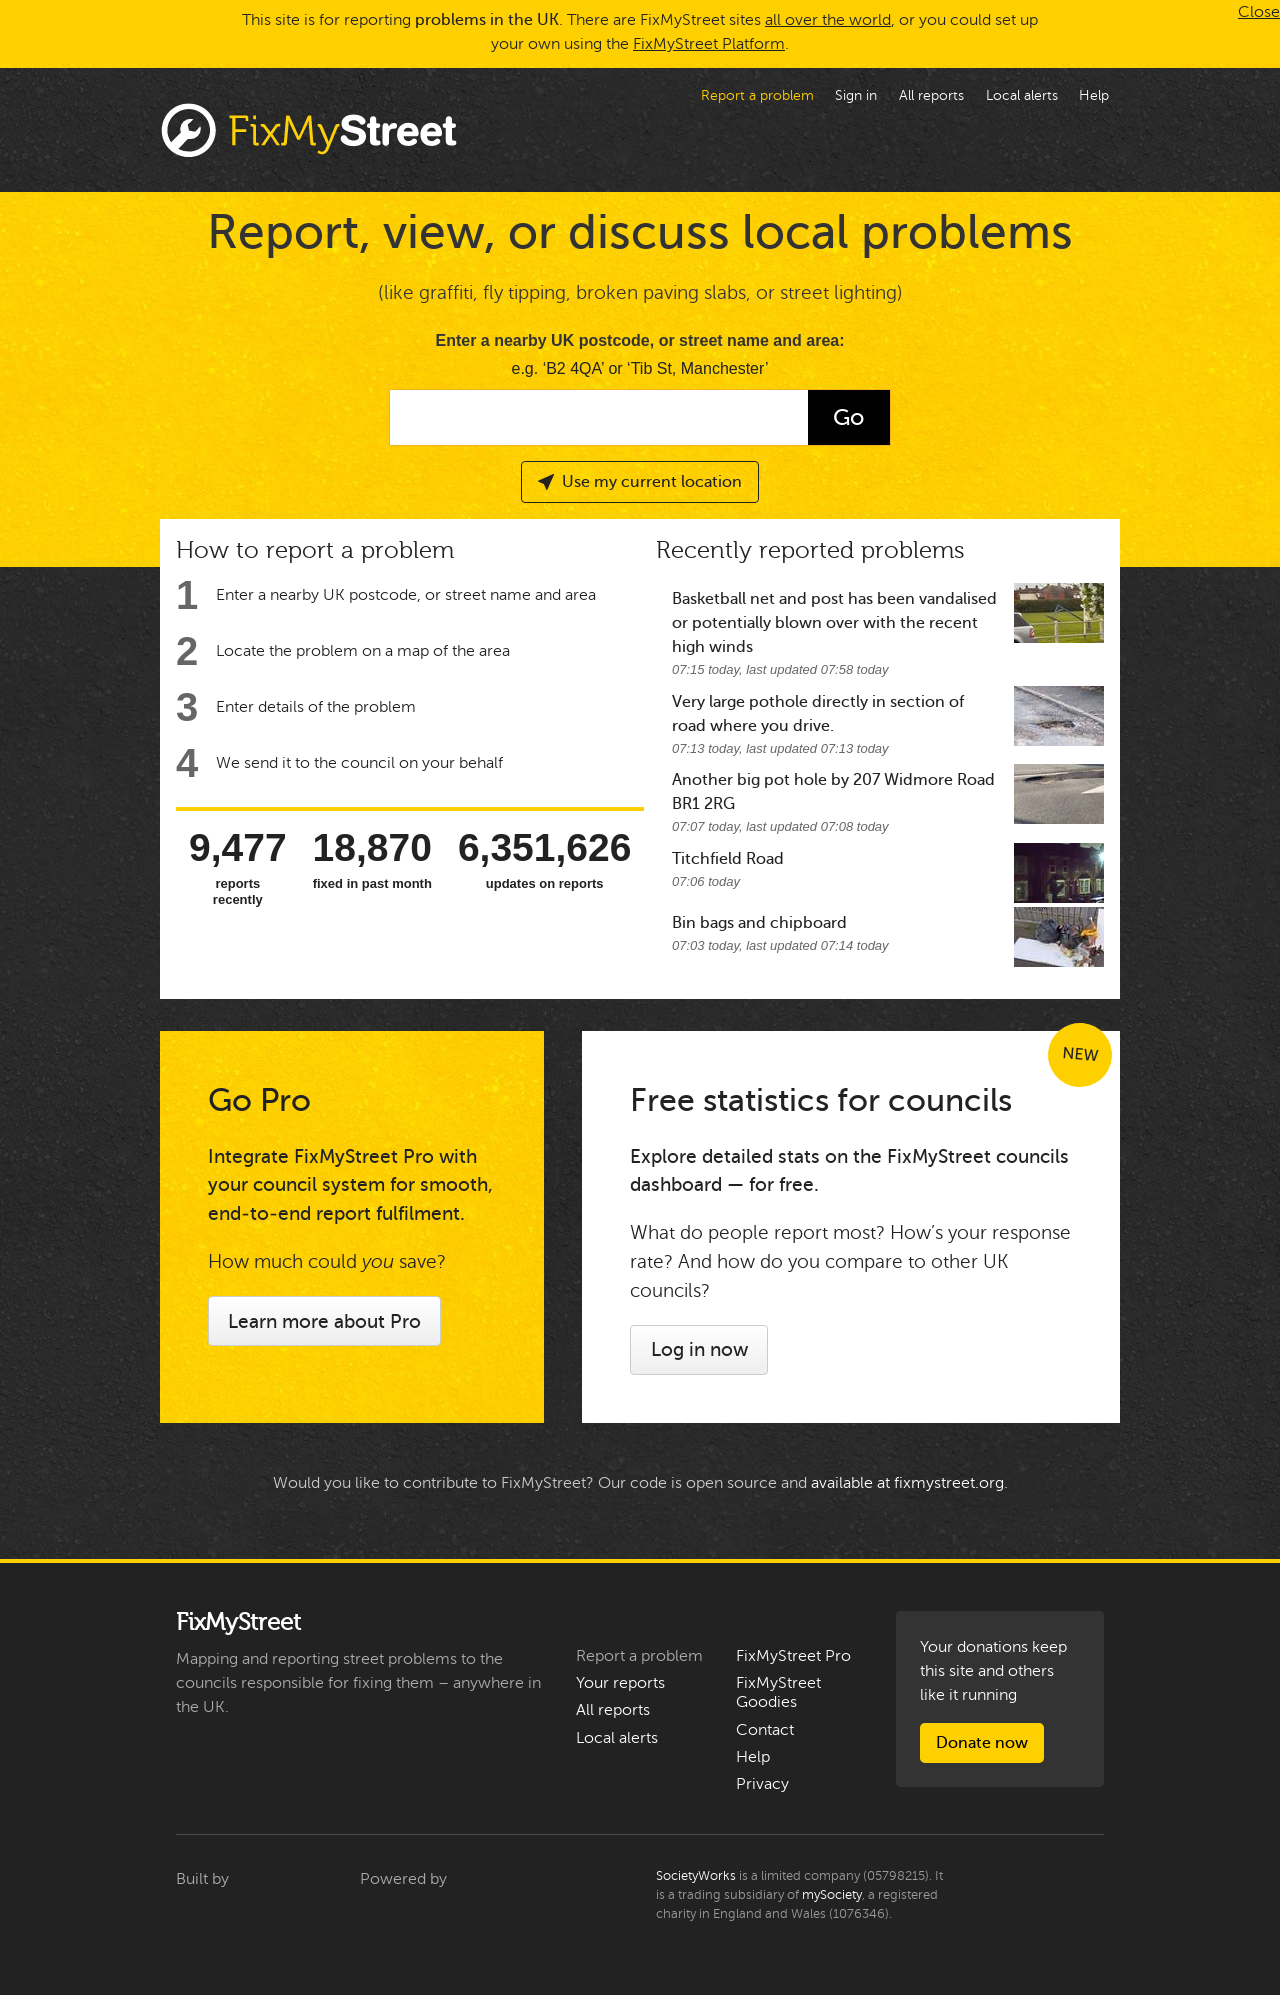 This site is for reporting problems in the UK. There are FixMyStreet sites all over the world, or you could set up
your own using the FixMyStreet Platform.
Close
Report a problem
Sign in
All reports
Local alerts
Help
FixMyStreet
Report, view, or discuss local problems
(like graffiti, fly tipping, broken paving slabs, or street lighting)
Enter a nearby UK postcode, or street name and area:
e.g. ‘B2 4QA’ or ‘Tib St, Manchester’
Go
Use my current location
How to report a problem
1 Enter a nearby UK postcode, or street name and area
2 Locate the problem on a map of the area
3 Enter details of the problem
4 We send it to the council on your behalf
9,477
reports
recently
18,870
fixed in past month
6,351,626
updates on reports
Recently reported problems
Basketball net and post has been vandalised
or potentially blown over with the recent
high winds
07:15 today, last updated 07:58 today
Very large pothole directly in section of
road where you drive.
07:13 today, last updated 07:13 today
Another big pot hole by 207 Widmore Road
BR1 2RG
07:07 today, last updated 07:08 today
Titchfield Road
07:06 today
Bin bags and chipboard
07:03 today, last updated 07:14 today
Go Pro
Integrate FixMyStreet Pro with
your council system for smooth,
end-to-end report fulfilment.
How much could you save?
Learn more about Pro
NEW
Free statistics for councils
Explore detailed stats on the FixMyStreet councils
dashboard — for free.
What do people report most? How’s your response
rate? And how do you compare to other UK
councils?
Log in now
Would you like to contribute to FixMyStreet? Our code is open source and available at fixmystreet.org.
FixMyStreet
Mapping and reporting street problems to the
councils responsible for fixing them – anywhere in
the UK.
Report a problem
Your reports
All reports
Local alerts
FixMyStreet Pro
FixMyStreet
Goodies
Contact
Help
Privacy
Your donations keep
this site and others
like it running
Donate now
Built by
Powered by
SocietyWorks is a limited company (05798215). It
is a trading subsidiary of mySociety, a registered
charity in England and Wales (1076346).